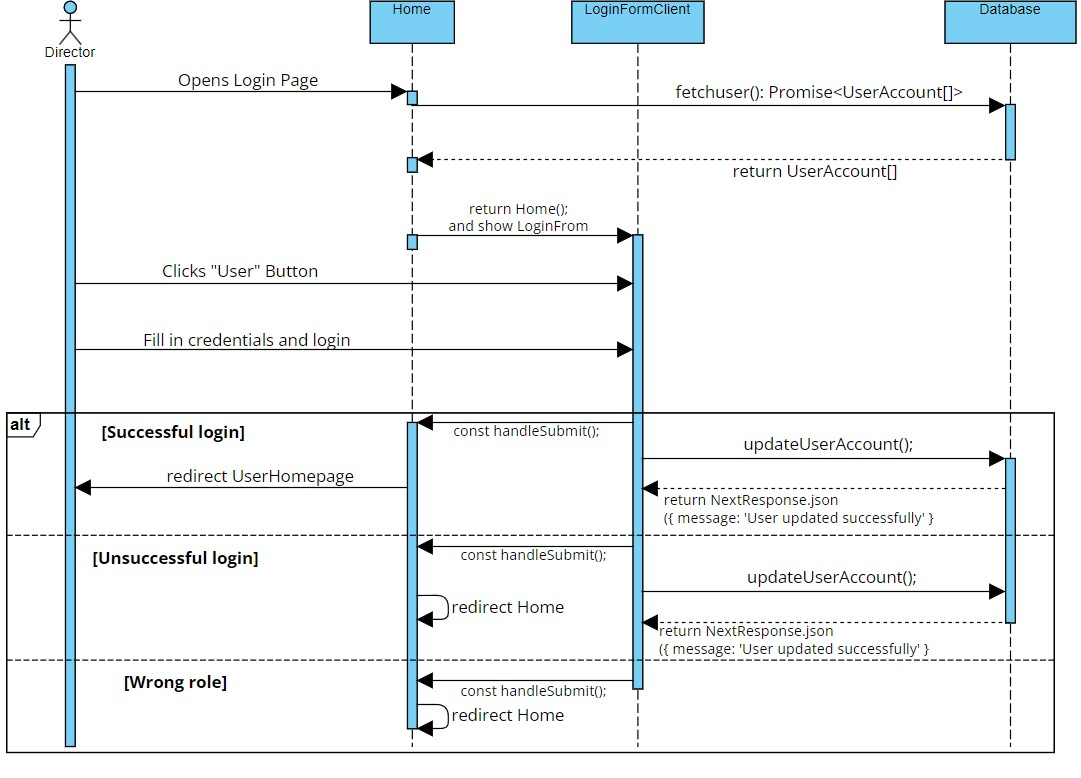 Home
LoginFormClient
Database
Director
Opens Login Page
fetchuser(): Promise<UserAccount[]>
return UserAccount[]
return Home();
and show LoginFrom
Clicks "User" Button
Fill in credentials and login
alt
[Successful login]
const handleSubmit();
updateUserAccount();
redirect UserHomepage
return NextResponse.json
({ message: 'User updated successfully' }
[Unsuccessful login]
const handleSubmit();
updateUserAccount();
redirect Home
return NextResponse.json
({ message: 'User updated successfully' }
[Wrong role]
const handleSubmit();
redirect Home